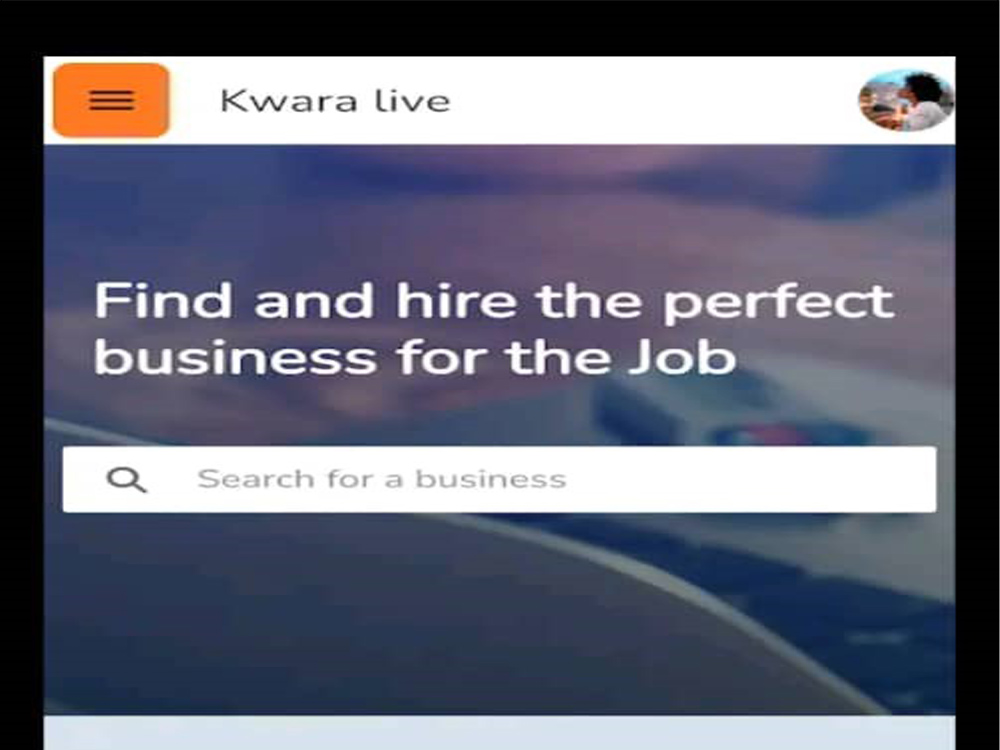 Kwara live
Find and hire the perfect
business for the Job
Search for a business